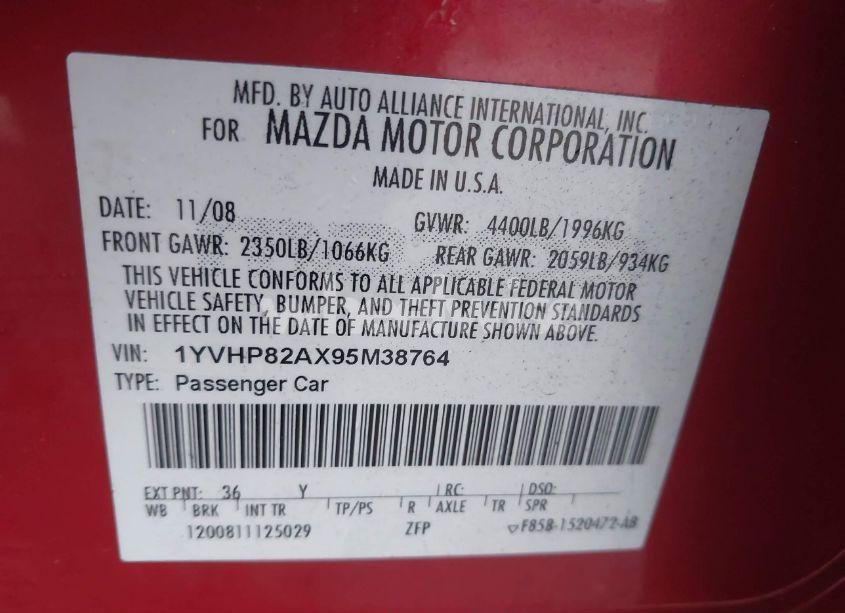 MFD. BY AUTO ALLIANCE INTERNATIONAL, INC.
FOR MAZDA MOTOR CORPORATION
MADE IN U.S.A.
DATE: 11/08 GVWR: 4400LB/1996KG
FRONT GAWR: 2350LB/1066KG REAR GAWR: 2059LB/934KG
THIS VEHICLE CONFORMS TO ALL APPLICABLE FEDERAL MOTOR
VEHICLE SAFETY, BUMPER, AND THEFT PREVENTION STANDARDS
IN EFFECT ON THE DATE OF MANUFACTURE SHOWN ABOVE.
VIN: 1YVHP82AX95M38764
TYPE: Passenger Car
EXT PNT: 36 Y RC: DSO:
WB BRK INT TR TP/PS R AXLE TR SPR
1200811125029 ZFP F85B-1520472-AB